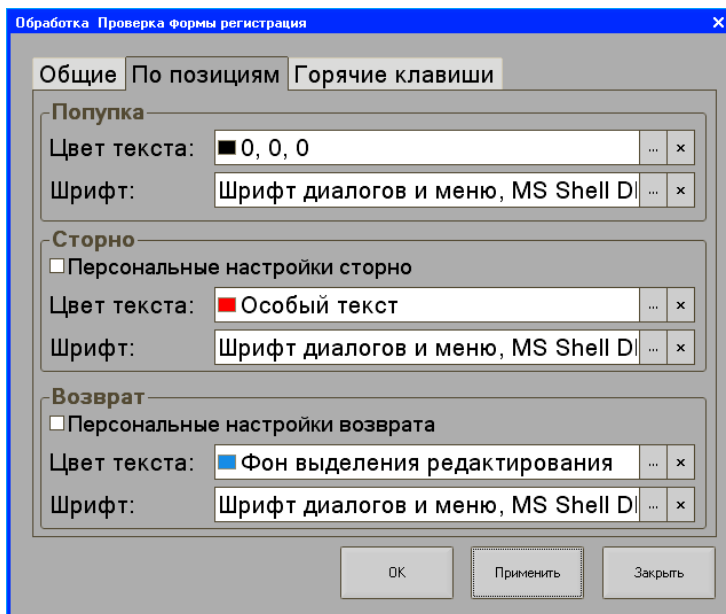 Обработка Проверка формы регистрация
Общие По позициям Горячие клавиши
Попупка
Цвет текста: 0, 0, 0 ... ×
Шрифт: Шрифт диалогов и меню, MS Shell Dl ... ×
Сторно
Персональные настройки сторно
Цвет текста: Особый текст ... ×
Шрифт: Шрифт диалогов и меню, MS Shell Dl ... ×
Возврат
Персональные настройки возврата
Цвет текста: Фон выделения редактирования ... ×
Шрифт: Шрифт диалогов и меню, MS Shell Dl ... ×
ОК Применить Закрыть